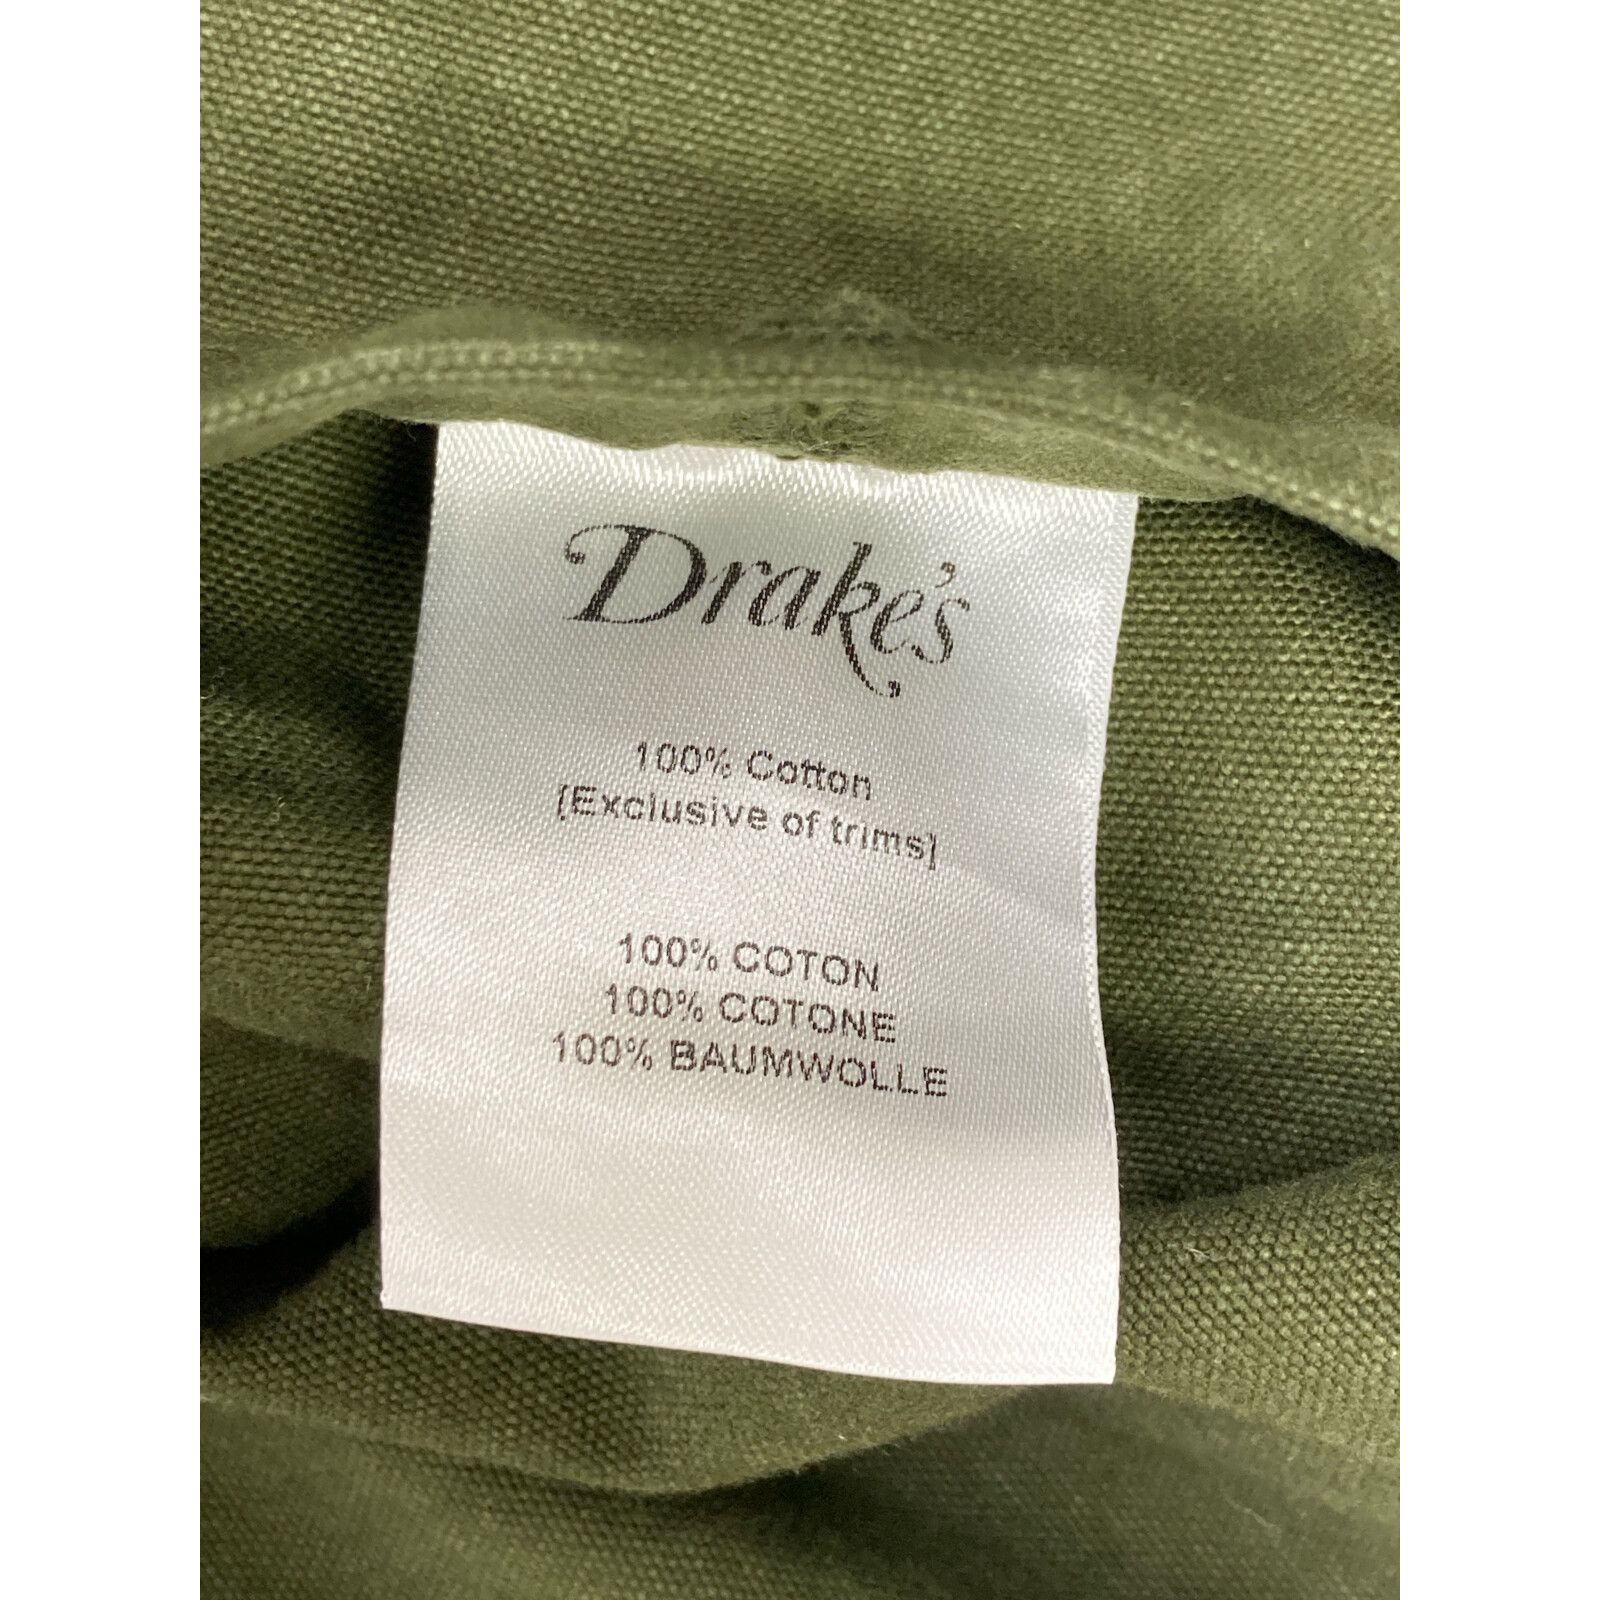 Drake's
100% Cotton
[Exclusive of trims]
100% COTON
100% COTONE
100% BAUMWOLLE